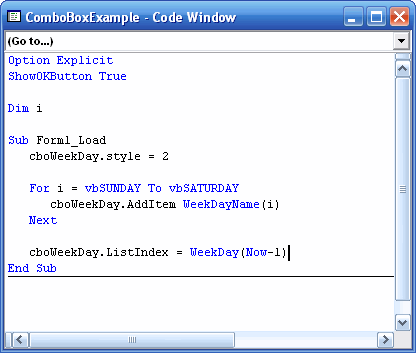 ComboBoxExample - Code Window
(Go to...)
Option Explicit
ShowOKButton True
Dim i
Sub Form1_Load
cboWeekDay.style = 2
For i = vbSUNDAY To vbSATURDAY
cboWeekDay.AddItem WeekDayName(i)
Next
cboWeekDay.ListIndex = WeekDay(Now-1)
End Sub